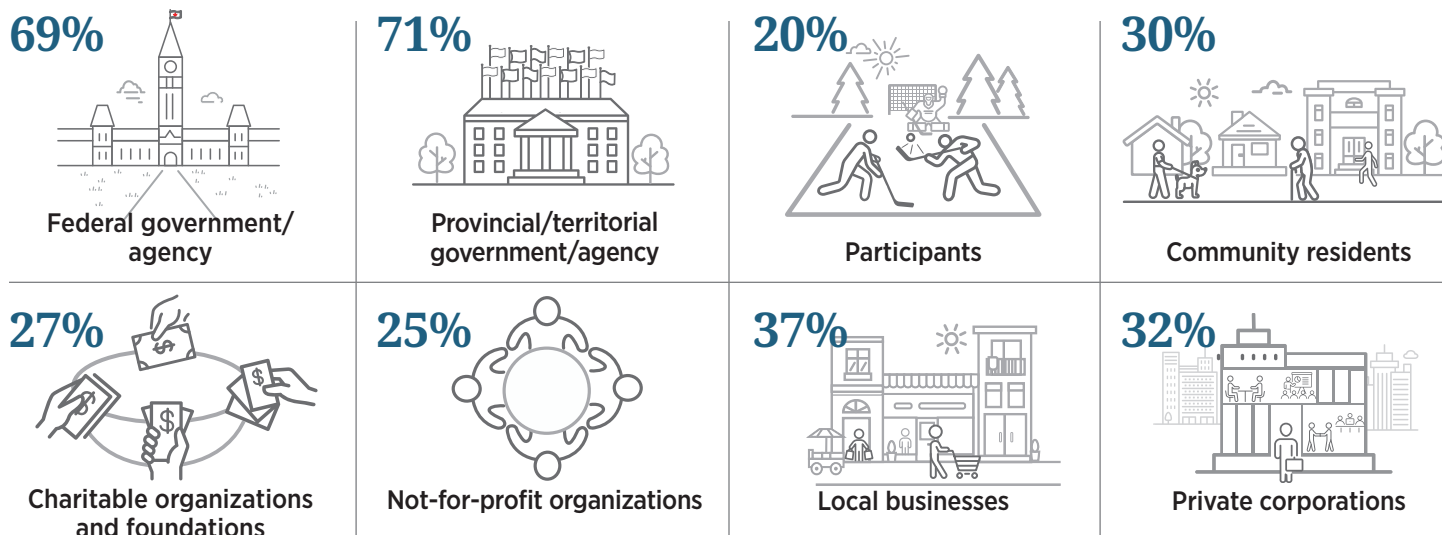 69%
Federal government/
agency
71%
Provincial/territorial
government/agency
20%
Participants
30%
Community residents
27%
Charitable organizations
and foundations
25%
Not-for-profit organizations
37%
Local businesses
32%
Private corporations